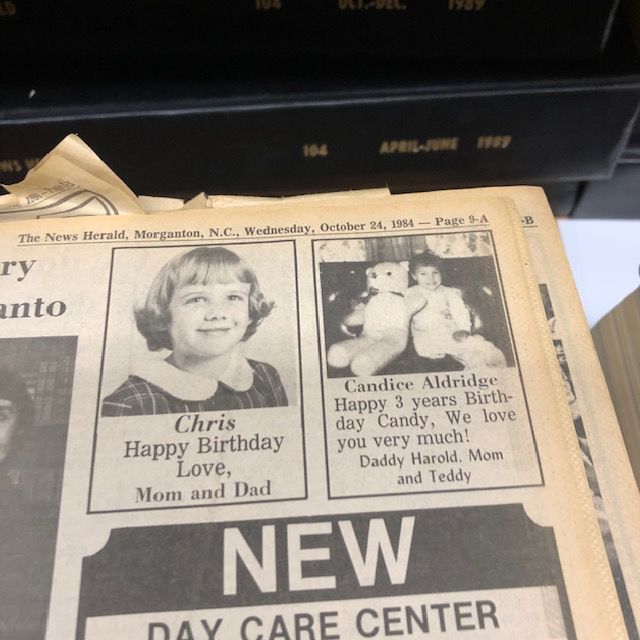 104 OCT.-DEC. 1989
104 APRIL-JUNE 1989
The News Herald, Morganton, N.C., Wednesday, October 24, 1984 — Page 9-A
-B
ry
anto
Chris
Happy Birthday
Love,
Mom and Dad
Candice Aldridge
Happy 3 years Birth-
day Candy, We love
you very much!
Daddy Harold, Mom
and Teddy
NEW
DAY CARE CENTER